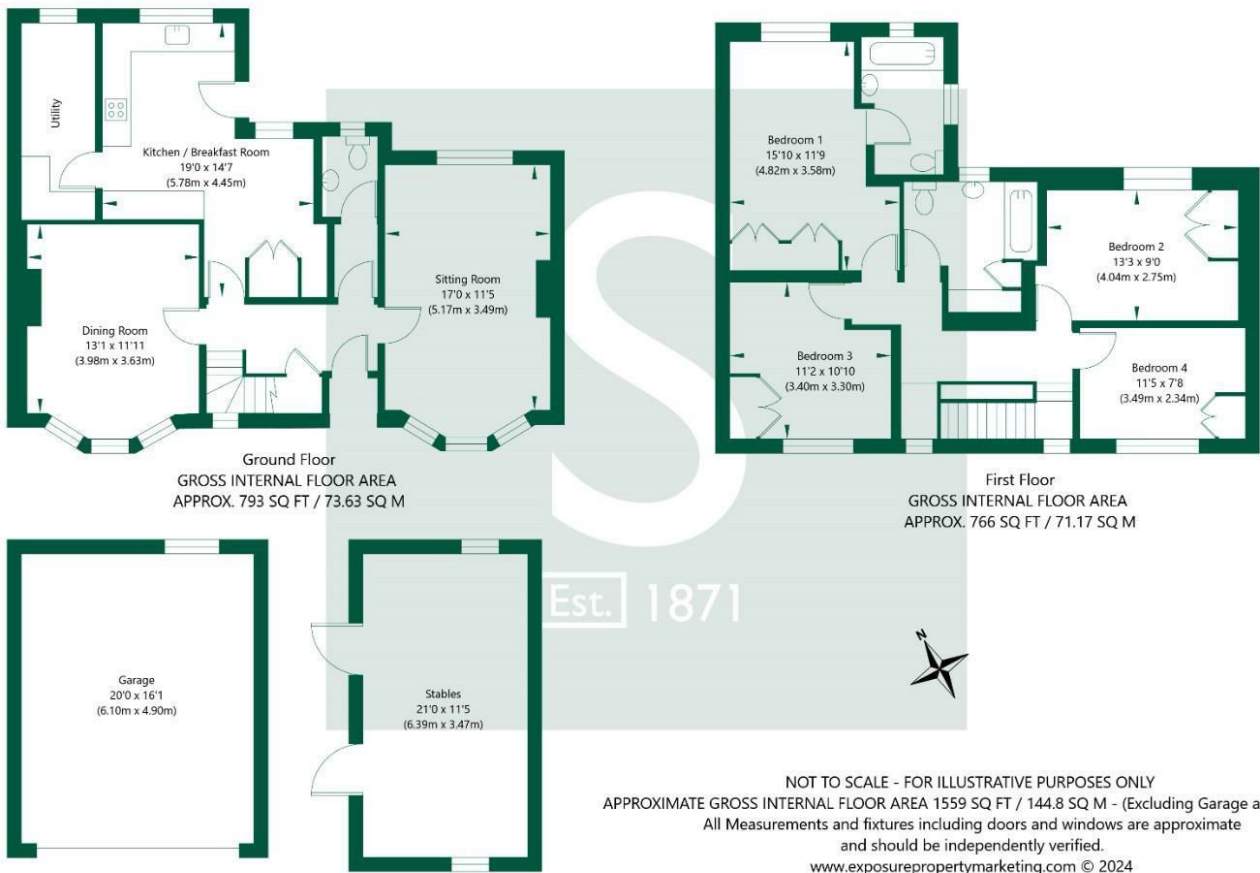 Utility
Kitchen / Breakfast Room
19'0 x 14'7
(5.78m x 4.45m)
Dining Room
13'1 x 11'11
(3.98m x 3.63m)
Sitting Room
17'0 x 11'5
(5.17m x 3.49m)
Ground Floor
GROSS INTERNAL FLOOR AREA
APPROX. 793 SQ FT / 73.63 SQ M
Bedroom 1
15'10 x 11'9
(4.82m x 3.58m)
Bedroom 2
13'3 x 9'0
(4.04m x 2.75m)
Bedroom 3
11'2 x 10'10
(3.40m x 3.30m)
Bedroom 4
11'5 x 7'8
(3.49m x 2.34m)
First Floor
GROSS INTERNAL FLOOR AREA
APPROX. 766 SQ FT / 71.17 SQ M
S
Est. 1871
Garage
20'0 x 16'1
(6.10m x 4.90m)
Stables
21'0 x 11'5
(6.39m x 3.47m)
N
NOT TO SCALE - FOR ILLUSTRATIVE PURPOSES ONLY
APPROXIMATE GROSS INTERNAL FLOOR AREA 1559 SQ FT / 144.8 SQ M - (Excluding Garage a
All Measurements and fixtures including doors and windows are approximate
and should be independently verified.
www.exposurepropertymarketing.com © 2024